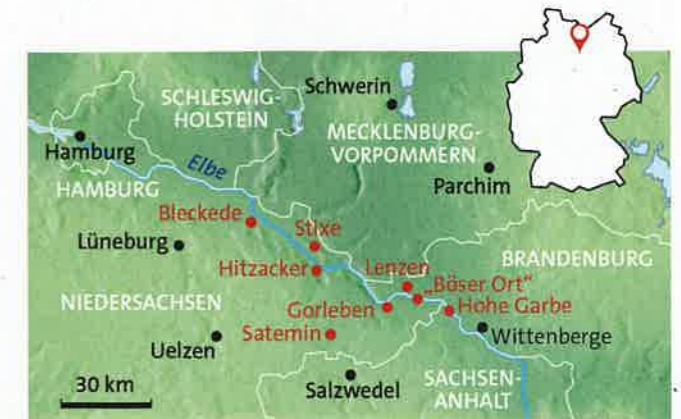 SCHLESWIG-
HOLSTEIN
Schwerin
MECKLENBURG-
VORPOMMERN
Hamburg
Elbe
HAMBURG
Parchim
Bleckede
Stixe
Lüneburg
Hitzacker
Lenzen
BRANDENBURG
„Böser Ort“
NIEDERSACHSEN
Gorleben
Hohe Garbe
Satemin
Wittenberge
Uelzen
30 km
Salzwedel
SACHSEN-
ANHALT